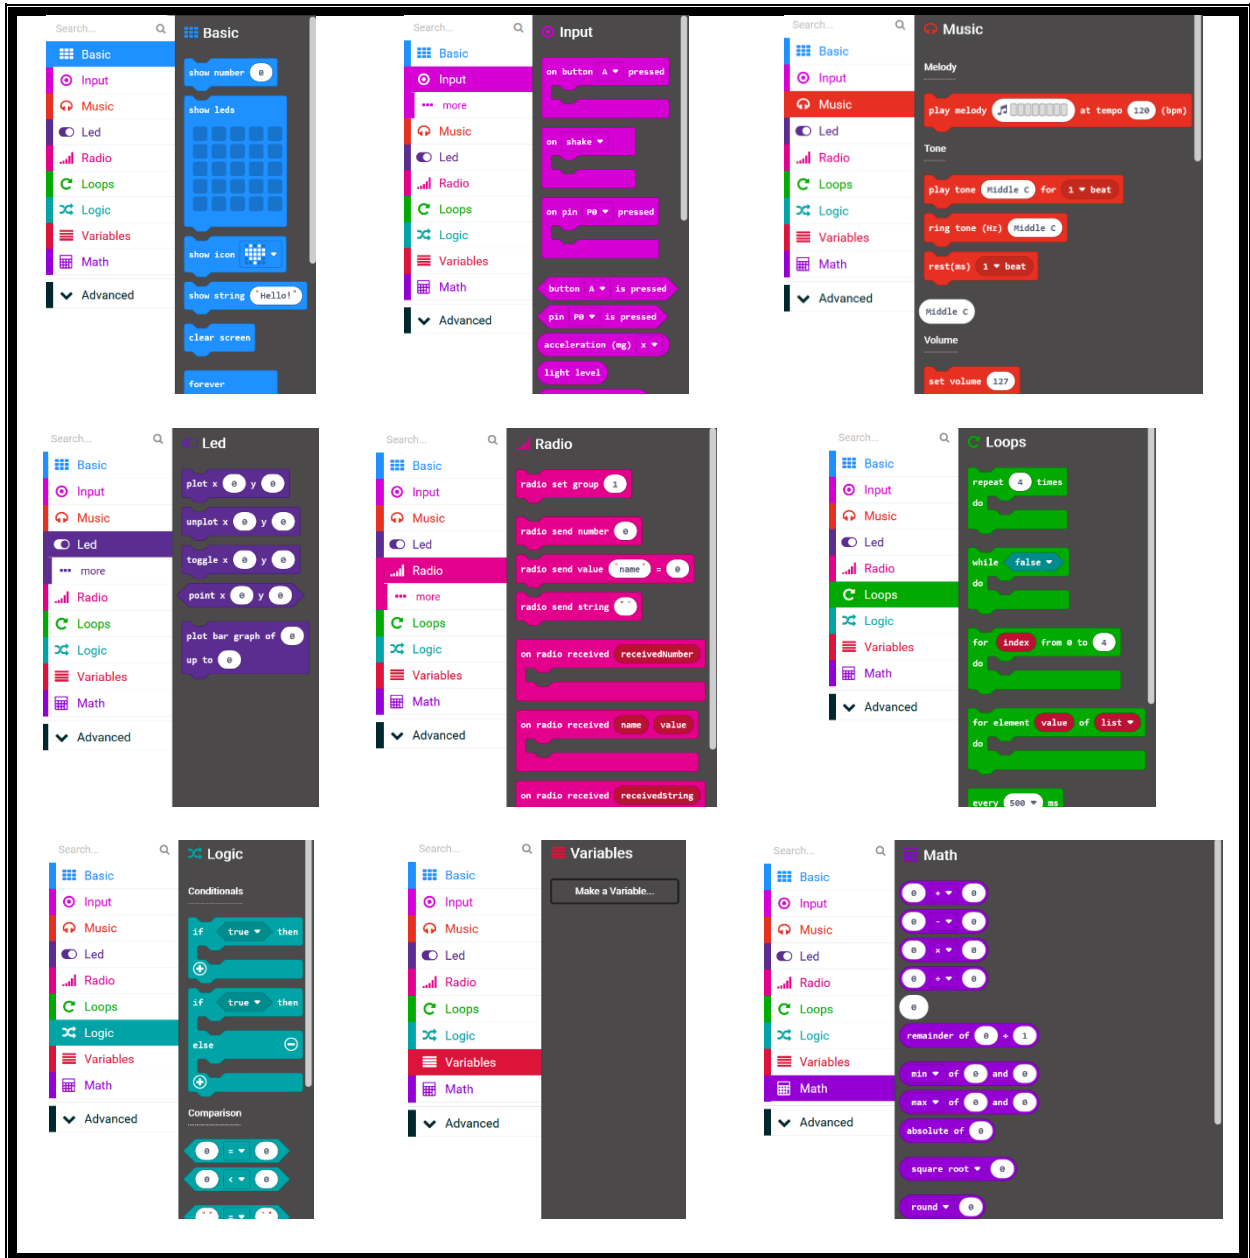 Search...
Basic
Input
Music
Led
Radio
Loops
Logic
Variables
Math
Advanced
Basic
show number 0
show leds
show icon
show string "Hello!"
clear screen
forever
Search...
Basic
Input
more
Music
Led
Radio
Loops
Logic
Variables
Math
Advanced
Input
on button A pressed
on shake
on pin P0 pressed
button A is pressed
pin P0 is pressed
acceleration (mg) x
light level
Search...
Basic
Input
Music
Led
Radio
Loops
Logic
Variables
Math
Advanced
Music
Melody
play melody at tempo 120 (bpm)
Tone
play tone Middle C for 1 beat
ring tone (Hz) Middle C
rest(ms) 1 beat
Middle C
Volume
set volume 127
Search...
Basic
Input
Music
Led
more
Radio
Loops
Logic
Variables
Math
Advanced
Led
plot x 0 y 0
unplot x 0 y 0
toggle x 0 y 0
point x 0 y 0
plot bar graph of 0
up to 0
Search...
Basic
Input
Music
Led
Radio
more
Loops
Logic
Variables
Math
Advanced
Radio
radio set group 1
radio send number 0
radio send value "name" = 0
radio send string " "
on radio received receivedNumber
on radio received name value
on radio received receivedString
Search...
Basic
Input
Music
Led
Radio
Loops
Logic
Variables
Math
Advanced
Loops
repeat 4 times
do
while false
do
for index from 0 to 4
do
for element value of list
do
every 500 ms
Search...
Basic
Input
Music
Led
Radio
Loops
Logic
Variables
Math
Advanced
Logic
Conditionals
if true then
if true then
else
Comparison
0 = 0
0 < 0
" " = " "
Search...
Basic
Input
Music
Led
Radio
Loops
Logic
Variables
Math
Advanced
Variables
Make a Variable...
Search...
Basic
Input
Music
Led
Radio
Loops
Logic
Variables
Math
Advanced
Math
0 + 0
0 - 0
0 × 0
0 ÷ 0
0
remainder of 0 ÷ 1
min of 0 and 0
max of 0 and 0
absolute of 0
square root 0
round 0